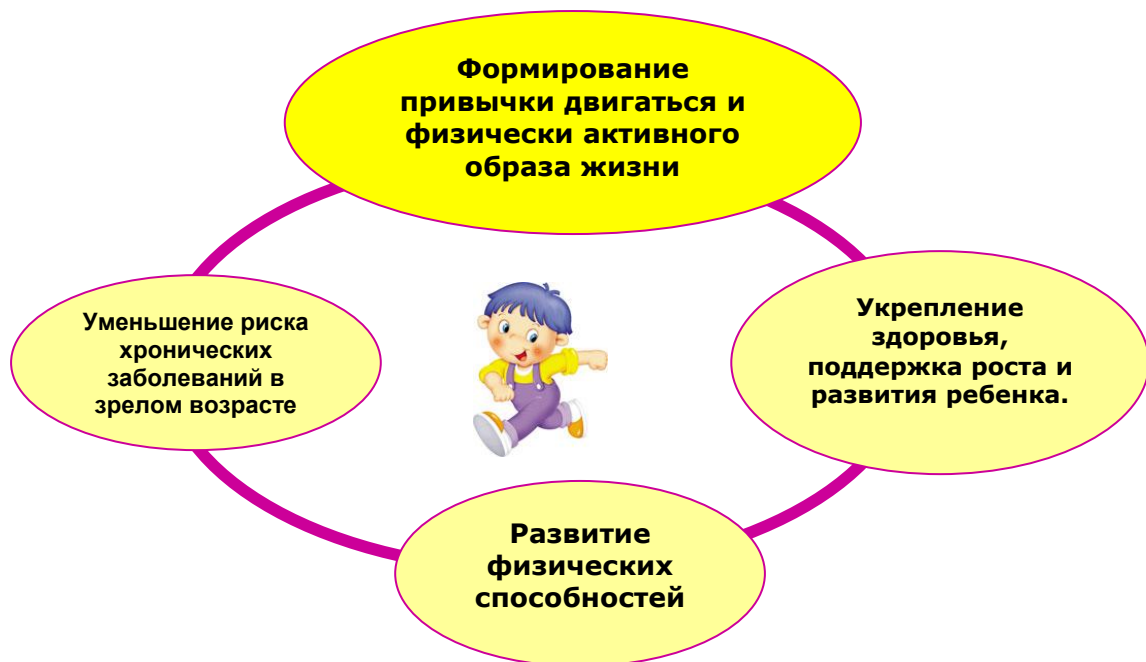 Формирование
привычки двигаться и
физически активного
образа жизни
Уменьшение риска
хронических
заболеваний в
зрелом возрасте
Укрепление
здоровья,
поддержка роста и
развития ребенка.
Развитие
физических
способностей